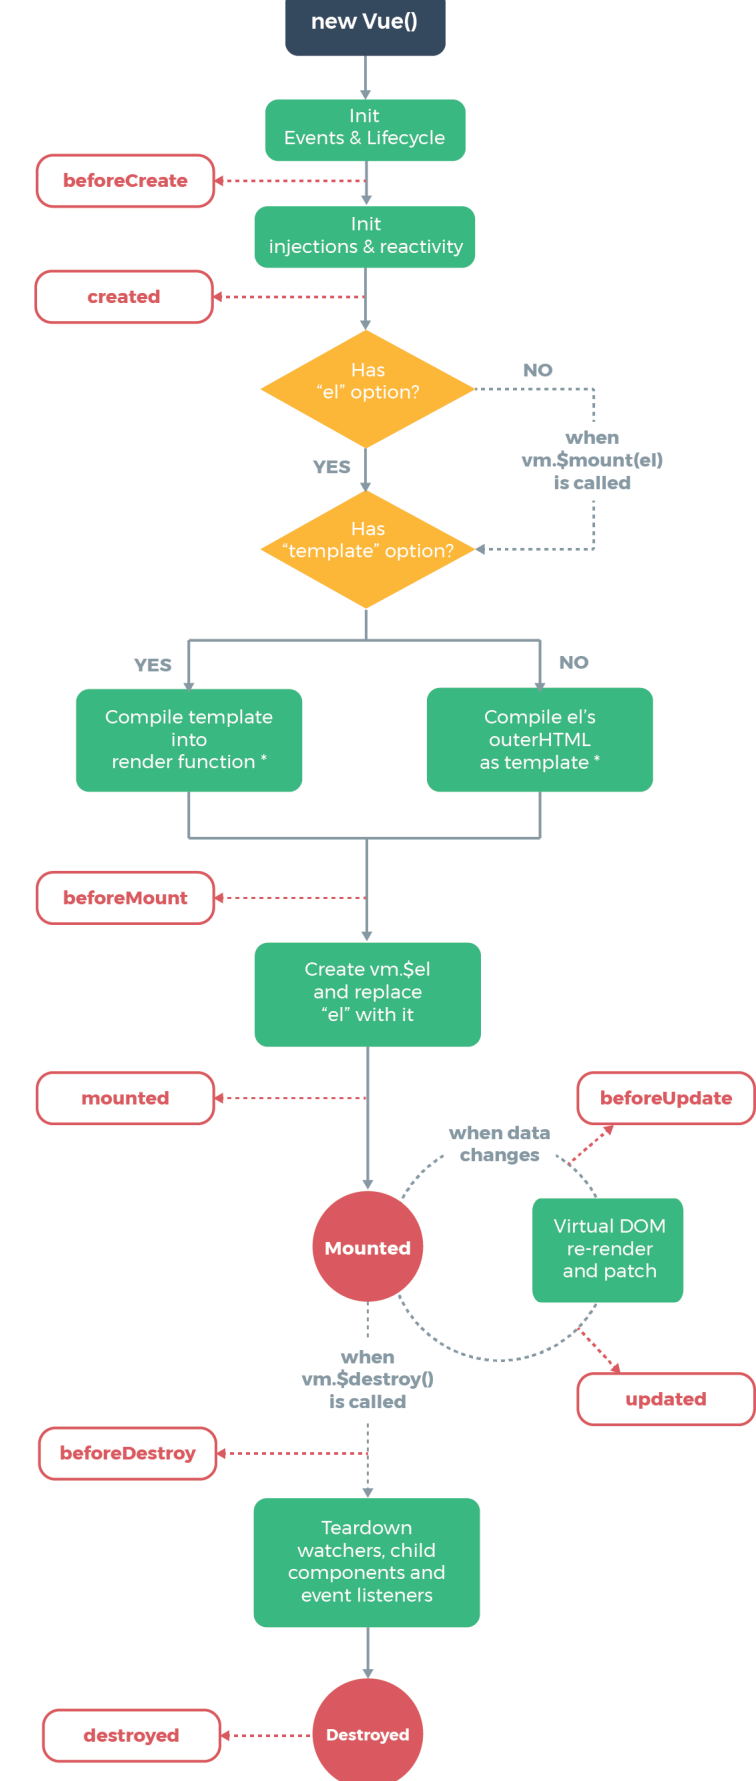 new Vue()
Init
Events & Lifecycle
beforeCreate
Init
injections & reactivity
created
Has
“el” option?
NO
when
vm.$mount(el)
is called
YES
Has
“template” option?
YES
NO
Compile template
into
render function *
Compile el’s
outerHTML
as template *
beforeMount
Create vm.$el
and replace
“el” with it
mounted
beforeUpdate
when data
changes
Mounted
Virtual DOM
re-render
and patch
when
vm.$destroy()
is called
updated
beforeDestroy
Teardown
watchers, child
components and
event listeners
destroyed
Destroyed